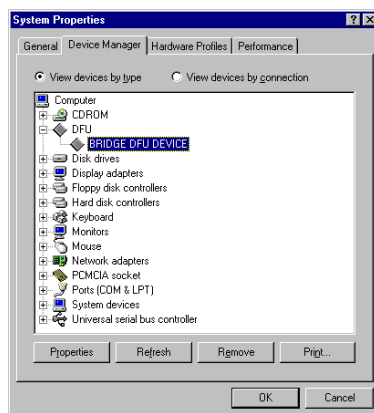 System Properties
General Device Manager Hardware Profiles Performance
View devices by type View devices by connection
Computer
CDROM
DFU
BRIDGE DFU DEVICE
Disk drives
Display adapters
Floppy disk controllers
Hard disk controllers
Keyboard
Monitors
Mouse
Network adapters
PCMCIA socket
Ports (COM & LPT)
System devices
Universal serial bus controller
Properties Refresh Remove Print...
OK Cancel